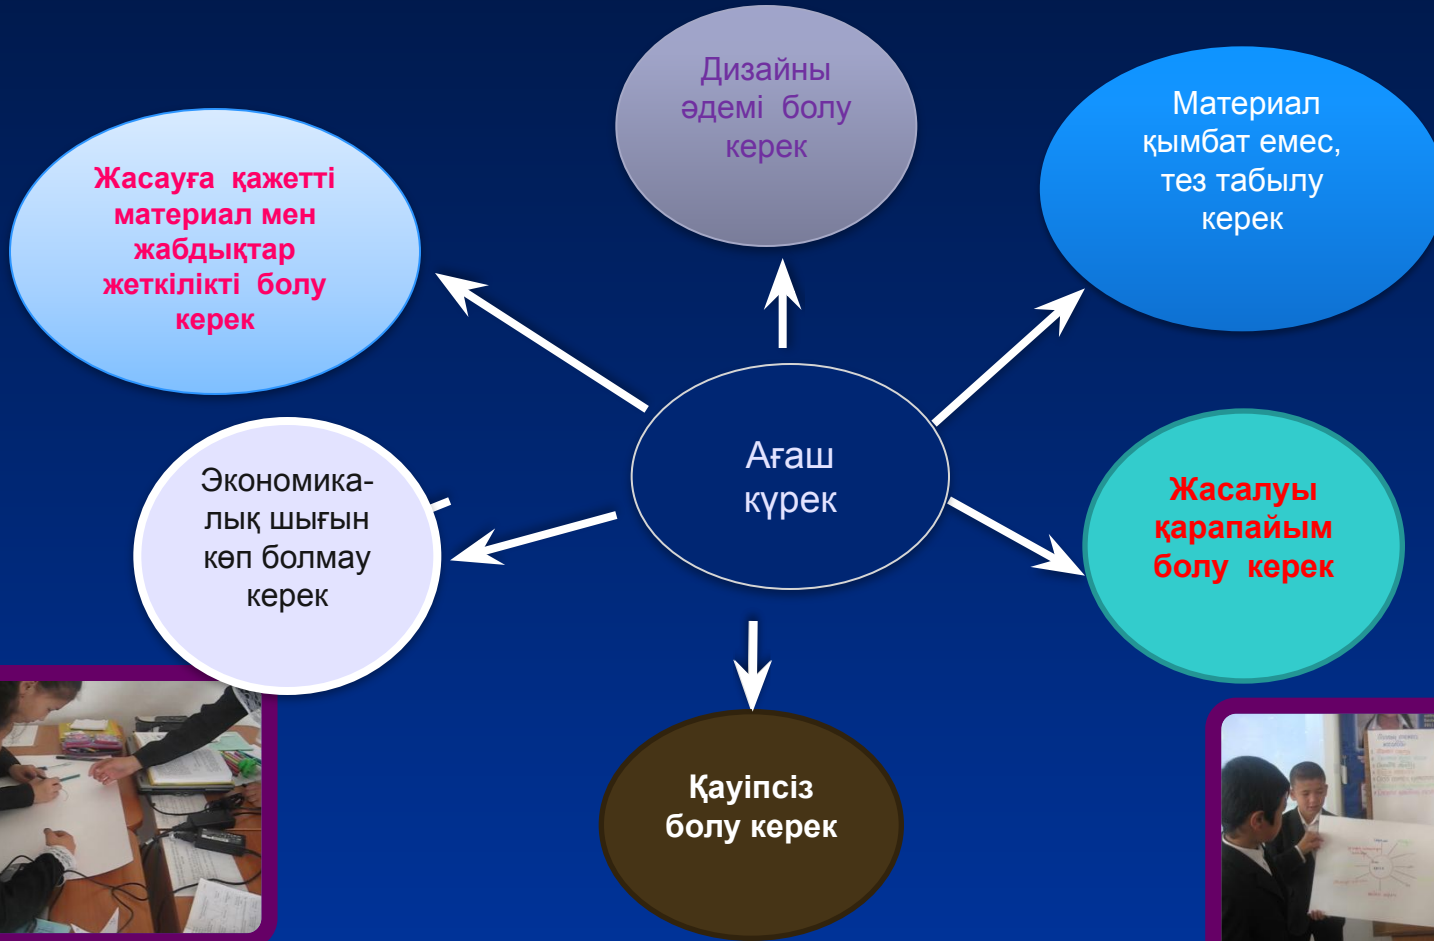 Дизайны
әдемі болу
керек
Материал
қымбат емес,
тез табылу
керек
Жасауға қажетті
материал мен
жабдықтар
жеткілікті болу
керек
Ағаш
күрек
Экономика-
лық шығын
көп болмау
керек
Жасалуы
қарапайым
болу керек
Қауіпсіз
болу керек